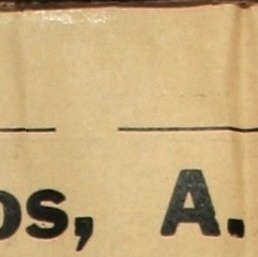 os, A.